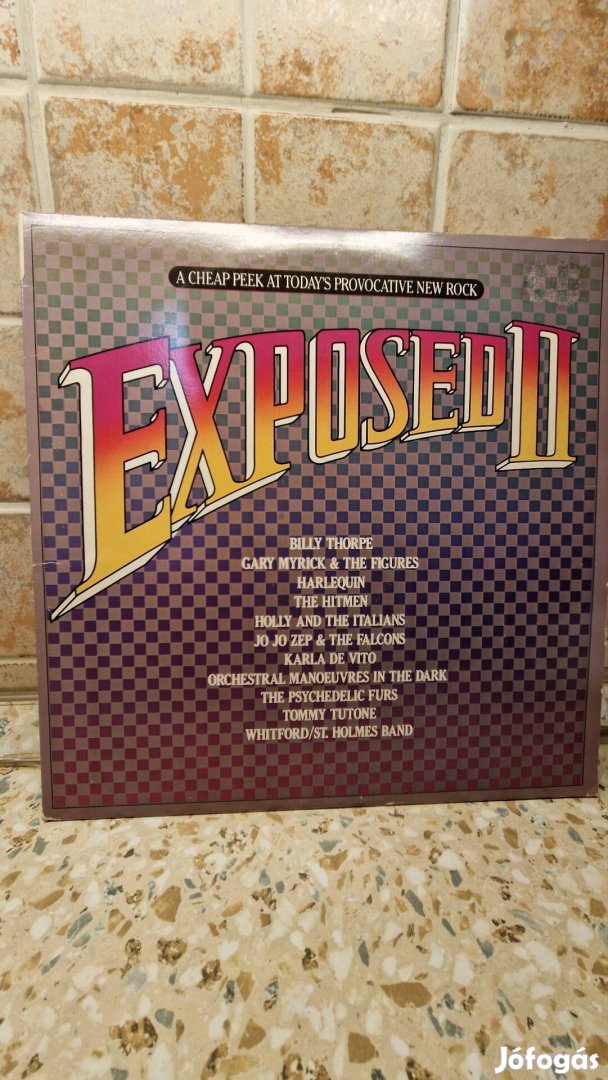 A CHEAP PEEK AT TODAY'S PROVOCATIVE NEW ROCK
EXPOSED II
BILLY THORPE
GARY MYRICK & THE FIGURES
HARLEQUIN
THE HITMEN
HOLLY AND THE ITALIANS
JO JO ZEP & THE FALCONS
KARLA DE VITO
ORCHESTRAL MANOEUVRES IN THE DARK
THE PSYCHEDELIC FURS
TOMMY TUTONE
WHITFORD/ST. HOLMES BAND
Jófogás